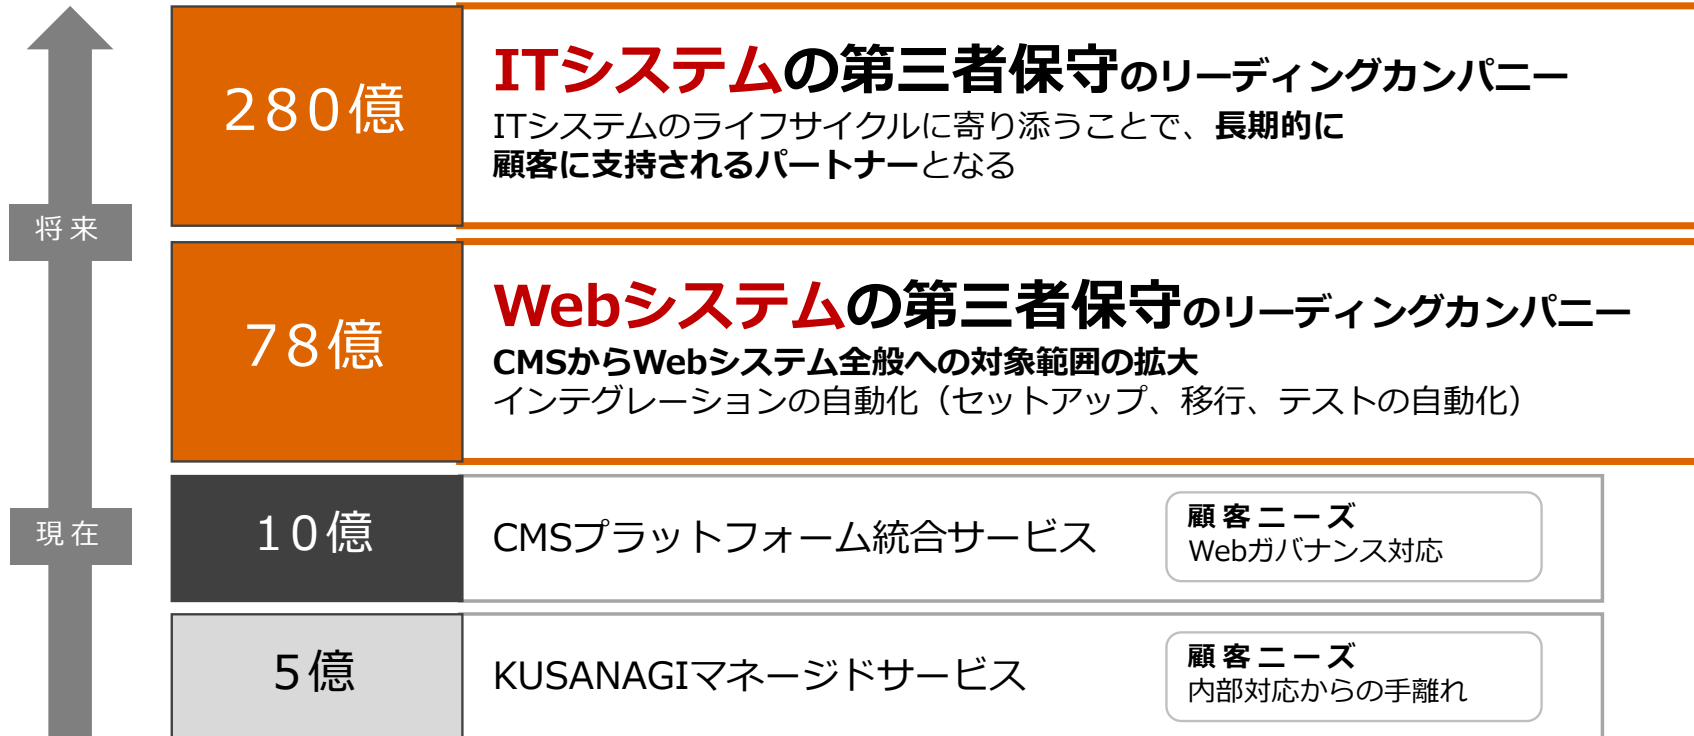 280億
ITシステムの第三者保守のリーディングカンパニー
ITシステムのライフサイクルに寄り添うことで、長期的に
顧客に支持されるパートナーとなる
将来
78億
Webシステムの第三者保守のリーディングカンパニー
CMSからWebシステム全般への対象範囲の拡大
インテグレーションの自動化（セットアップ、移行、テストの自動化）
現在
10億
CMSプラットフォーム統合サービス
顧客ニーズ
Webガバナンス対応
5億
KUSANAGIマネージドサービス
顧客ニーズ
内部対応からの手離れ